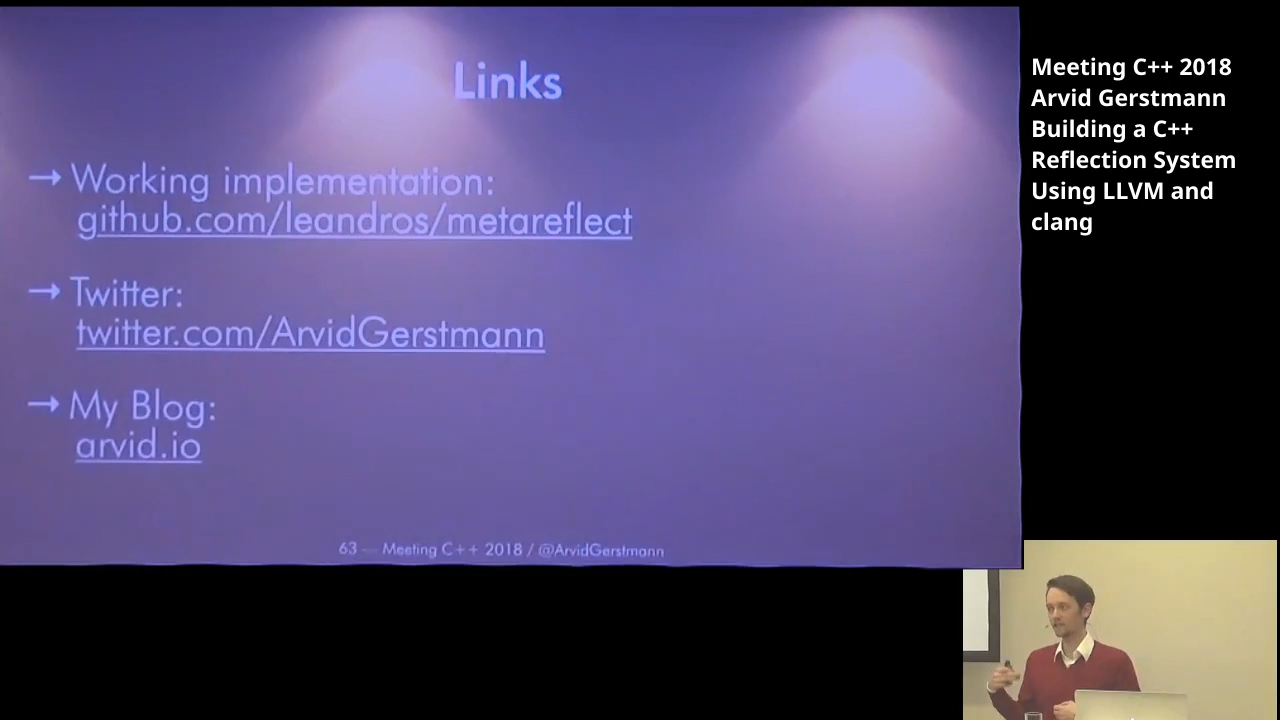 Links
→ Working implementation:
github.com/leandros/metareflect
→ Twitter:
twitter.com/ArvidGerstmann
→ My Blog:
arvid.io
63 — Meeting C++ 2018 / @ArvidGerstmann
Meeting C++ 2018
Arvid Gerstmann
Building a C++
Reflection System
Using LLVM and
clang